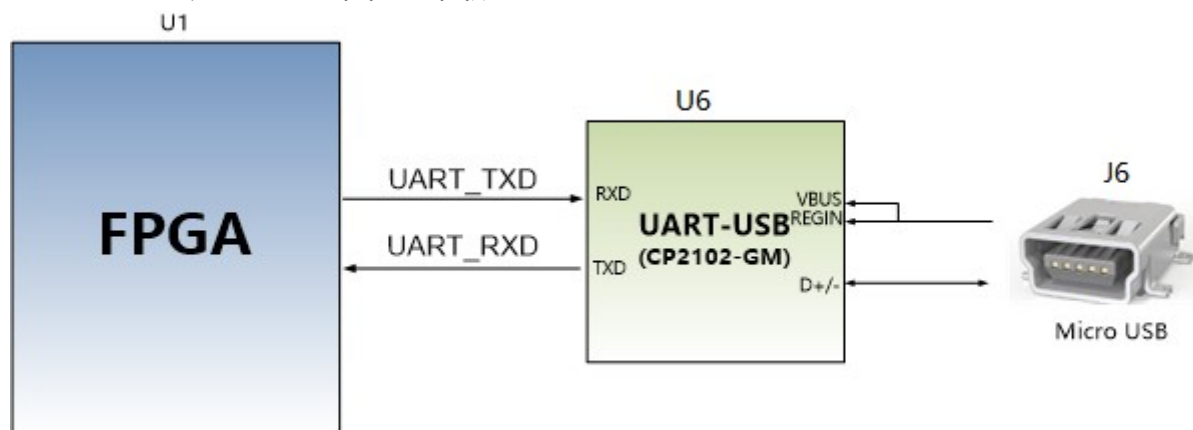 U1
FPGA
UART_TXD
UART_RXD
U6
RXD
TXD
UART-USB
(CP2102-GM)
VBUS
REGIN
D+/-
J6
Micro USB